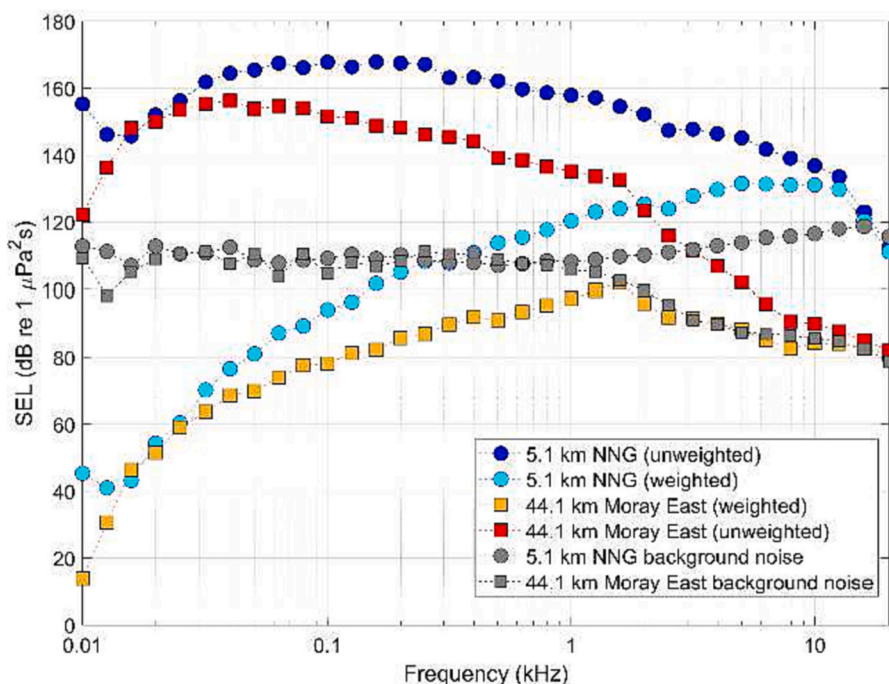 180
160
140
120
100
80
60
40
20
0
SEL (dB re 1 μPa²s)
5.1 km NNG (unweighted)
5.1 km NNG (weighted)
44.1 km Moray East (weighted)
44.1 km Moray East (unweighted)
5.1 km NNG background noise
44.1 km Moray East background noise
0.01 0.1 1 10
Frequency (kHz)